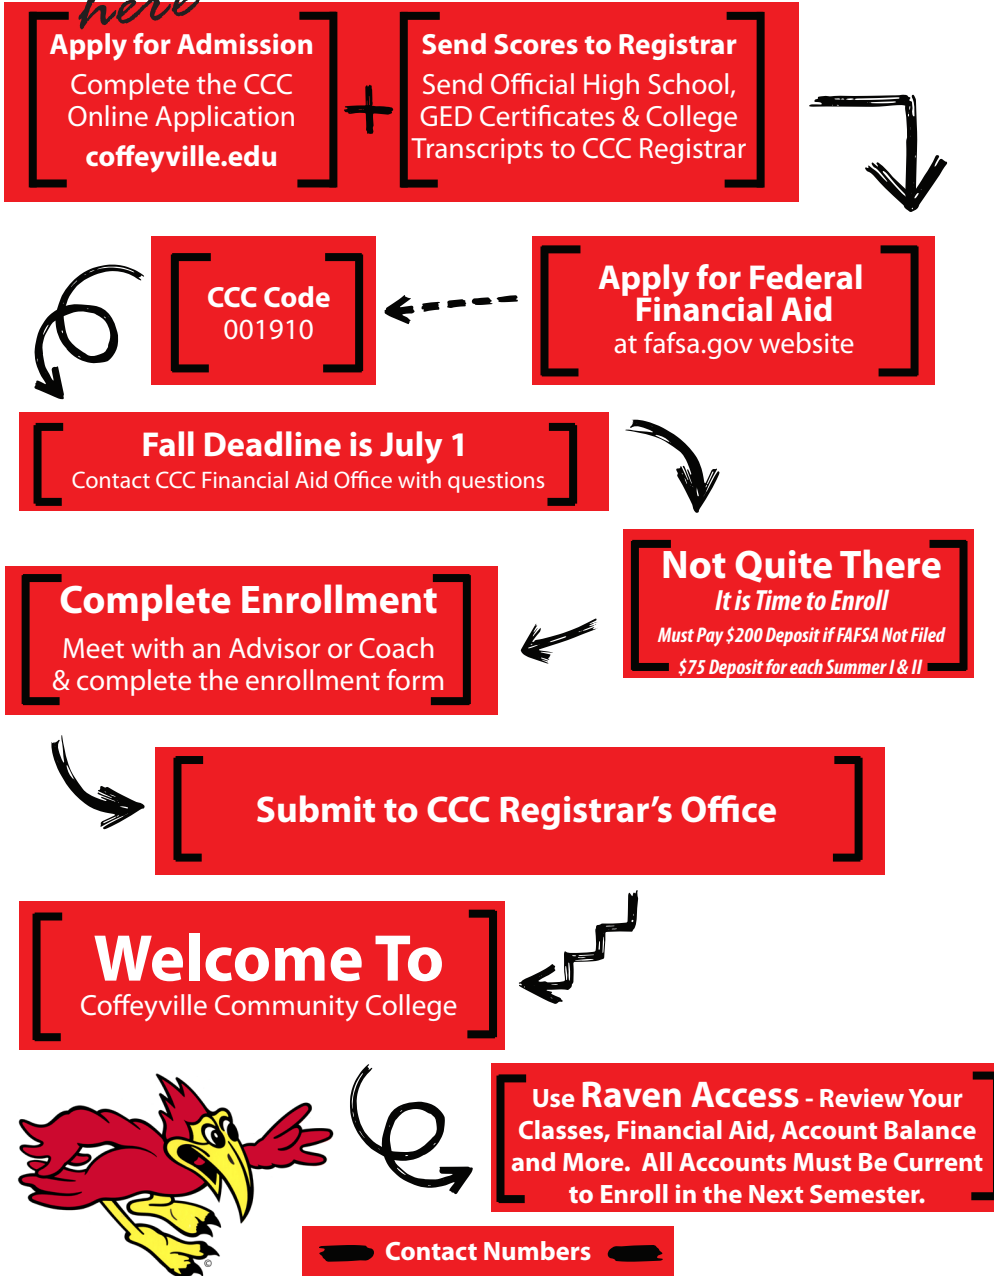 here
Apply for Admission
Complete the CCC
Online Application
coffeyville.edu
+
Send Scores to Registrar
Send Official High School,
GED Certificates & College
Transcripts to CCC Registrar
Apply for Federal
Financial Aid
at fafsa.gov website
CCC Code
001910
Fall Deadline is July 1
Contact CCC Financial Aid Office with questions
Not Quite There
It is Time to Enroll
Must Pay $200 Deposit if FAFSA Not Filed
$75 Deposit for each Summer I & II
Complete Enrollment
Meet with an Advisor or Coach
& complete the enrollment form
Submit to CCC Registrar's Office
Welcome To
Coffeyville Community College
Use Raven Access - Review Your
Classes, Financial Aid, Account Balance
and More. All Accounts Must Be Current
to Enroll in the Next Semester.
©
Contact Numbers